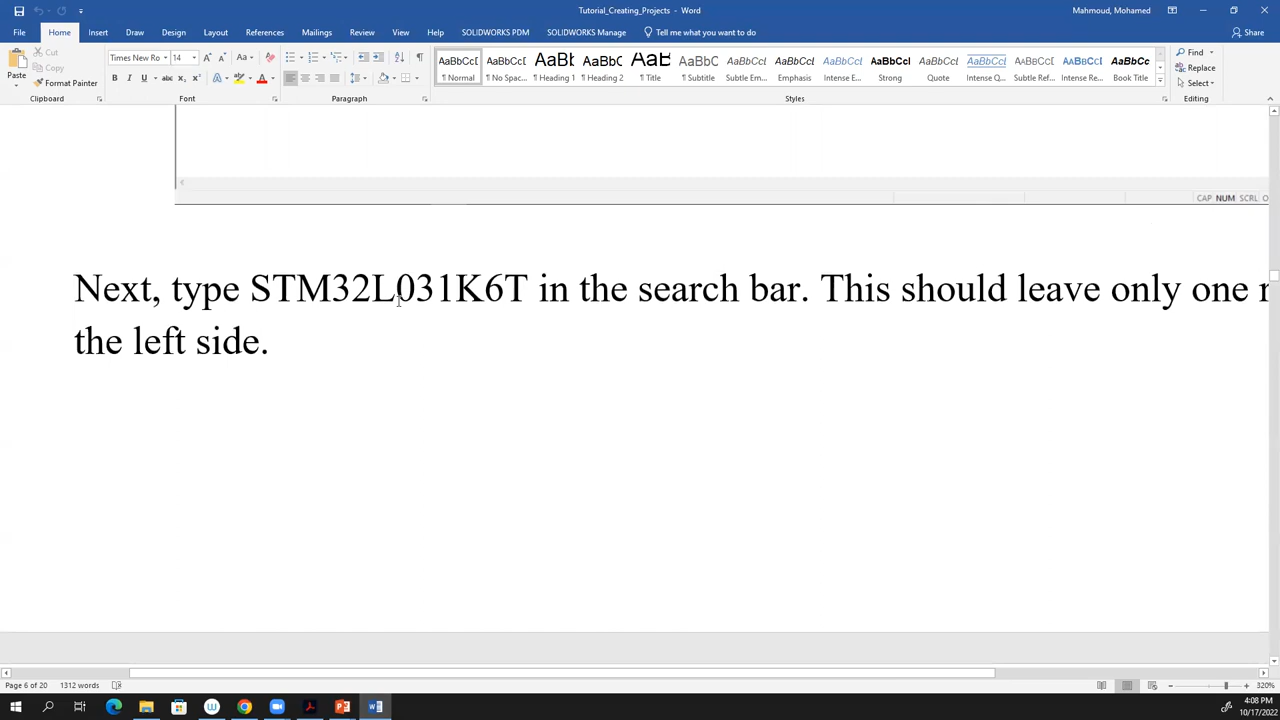 Tutorial_Creating_Projects - Word
Mahmoud, Mohamed
File Home Insert Draw Design Layout References Mailings Review View Help SOLIDWORKS PDM SOLIDWORKS Manage Tell me what you want to do Share
Paste
Cut
Copy
Format Painter
Clipboard
Times New Ro 14
Font
Paragraph
AaBbCcI AaBbCcI AaBb AaBbCc AaB AaBbC AaBbCcI AaBbCcI AaBbCcI AaBbCcI AaBbCcI AaBbCcI AABBCCI AABBCCI AaBbCcI
¶ Normal ¶ No Spac... ¶ Heading 1 ¶ Heading 2 ¶ Title ¶ Subtitle Subtle Em... Emphasis Intense E... Strong Quote Intense Q... Subtle Ref... Intense Re... Book Title
Styles
Find
Replace
Select
Editing
CAP NUM SCRL O
Next, type STM32L031K6T in the search bar. This should leave only one
the left side.
Page 6 of 20 1312 words
320%
4:08 PM
10/17/2022